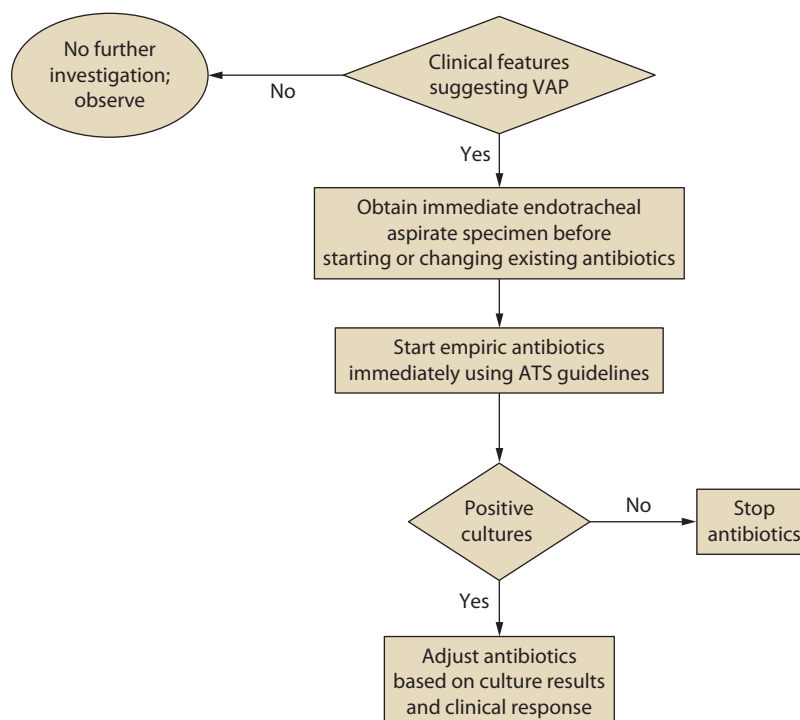 No further
investigation;
observe
No
Clinical features
suggesting VAP
Yes
Obtain immediate endotracheal
aspirate specimen before
starting or changing existing antibiotics
Start empiric antibiotics
immediately using ATS guidelines
Positive
cultures
No
Stop
antibiotics
Yes
Adjust antibiotics
based on culture results
and clinical response